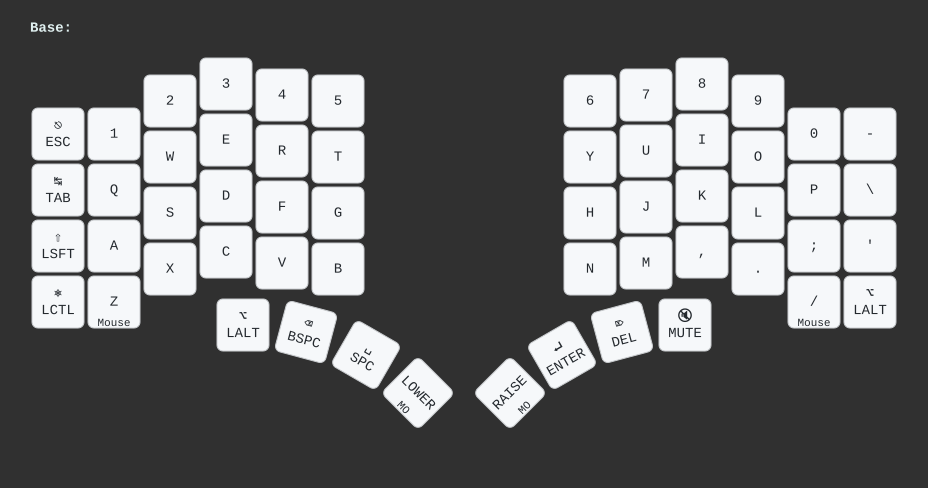 Base:
3
8
2
4
5
6
7
9
⎋
ESC
1
0
-
E
I
W
R
T
Y
U
O
↹
TAB
Q
P
\
D
K
S
F
G
H
J
L
⇧
LSFT
A
;
'
C
,
X
V
B
N
M
.
⎈
LCTL
Z
Mouse
/
Mouse
⌥
LALT
⌥
LALT
⌫
BSPC
␣
SPC
LOWER
MO
RAISE
MO
↵
ENTER
⌦
DEL
🔇
MUTE